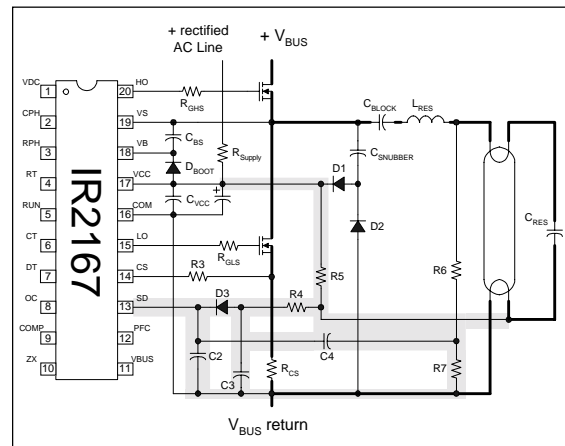 + rectified
AC Line
+ VBUS
VDC 1
CPH 2
RPH 3
RT 4
RUN 5
CT 6
DT 7
OC 8
COMP 9
ZX 10
IR2167
20 HO
19 VS
18 VB
17 VCC
16 COM
15 LO
14 CS
13 SD
12 PFC
11 VBUS
RGHS
CBS
DBOOT
RSupply
CVCC
+
RGLS
R3
D3
R4
R5
C2
C3
C4
RCS
CBLOCK
LRES
CSNUBBER
D1
D2
R6
R7
CRES
VBUS return